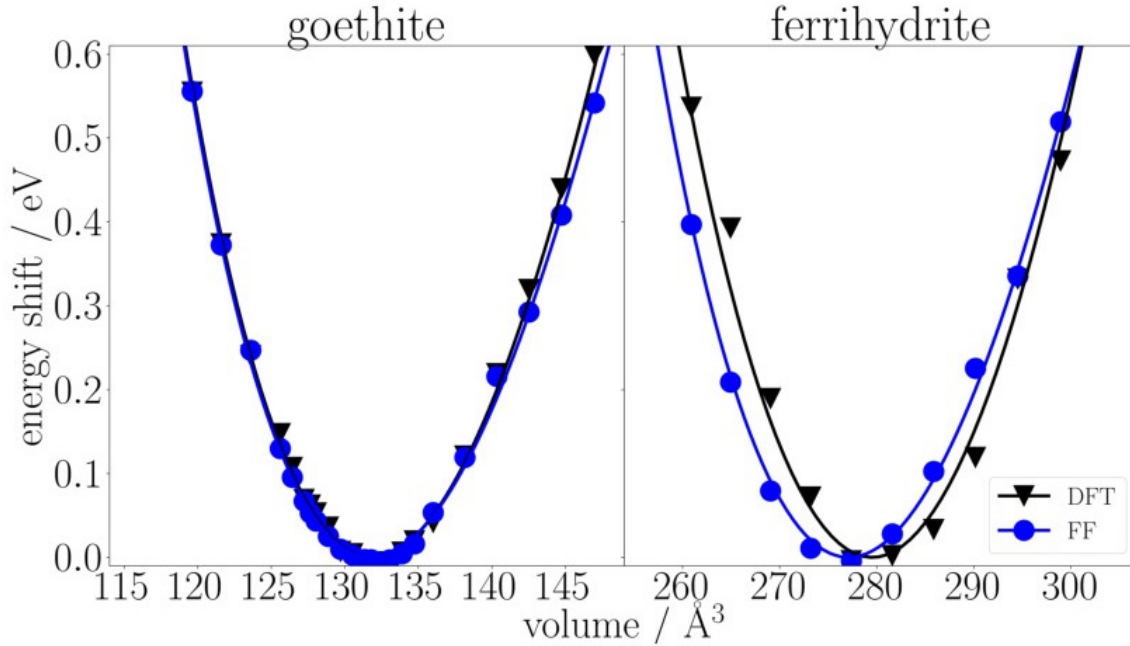 goethite
ferrihydrite
energy shift / eV
0.6
0.5
0.4
0.3
0.2
0.1
0.0
115 120 125 130 135 140 145
260 270 280 290 300
DFT
FF
volume / Å³